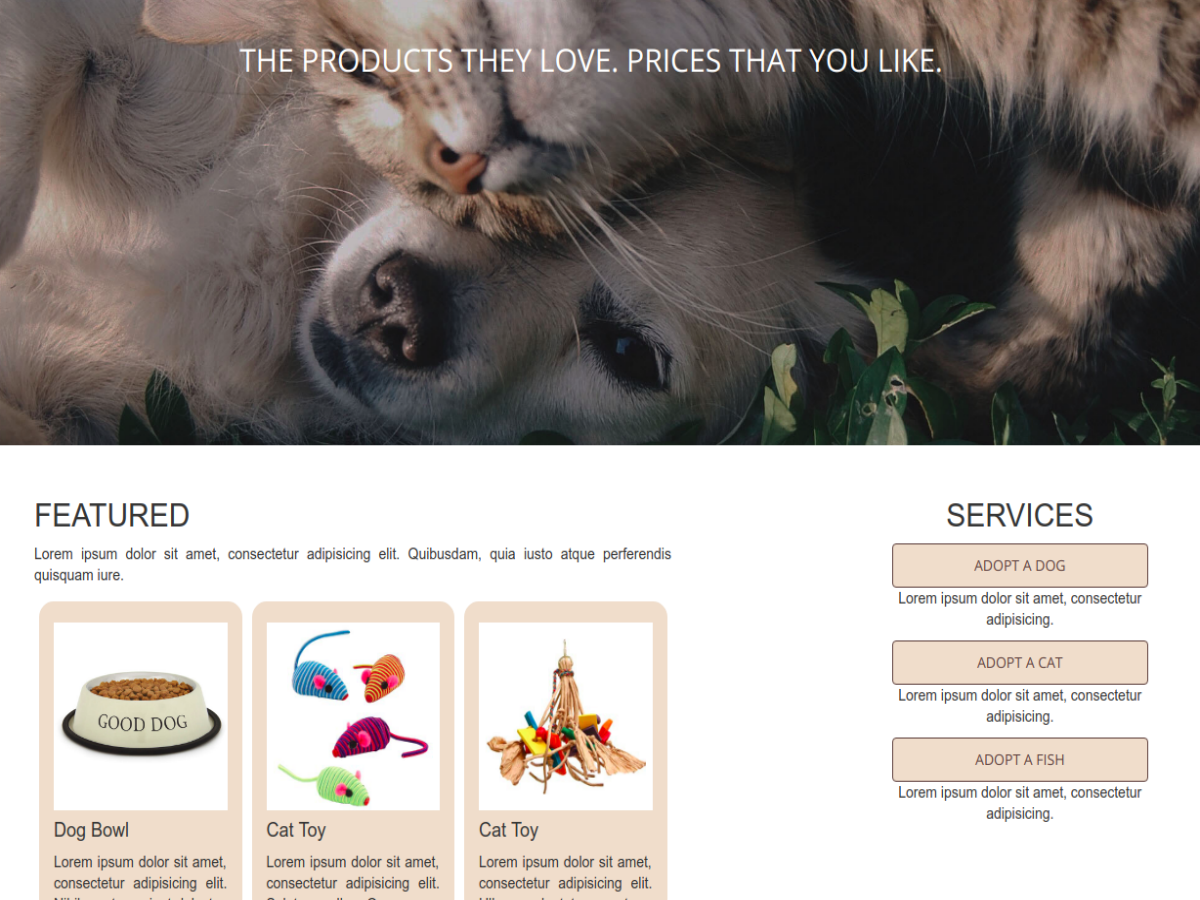 THE PRODUCTS THEY LOVE. PRICES THAT YOU LIKE.
FEATURED
Lorem ipsum dolor sit amet, consectetur adipisicing elit. Quibusdam, quia iusto atque perferendis
quisquam iure.
GOOD DOG
Dog Bowl
Lorem ipsum dolor sit amet,
consectetur adipisicing elit.
Cat Toy
Lorem ipsum dolor sit amet,
consectetur adipisicing elit.
Cat Toy
Lorem ipsum dolor sit amet,
consectetur adipisicing elit.
SERVICES
ADOPT A DOG
Lorem ipsum dolor sit amet, consectetur
adipisicing.
ADOPT A CAT
Lorem ipsum dolor sit amet, consectetur
adipisicing.
ADOPT A FISH
Lorem ipsum dolor sit amet, consectetur
adipisicing.